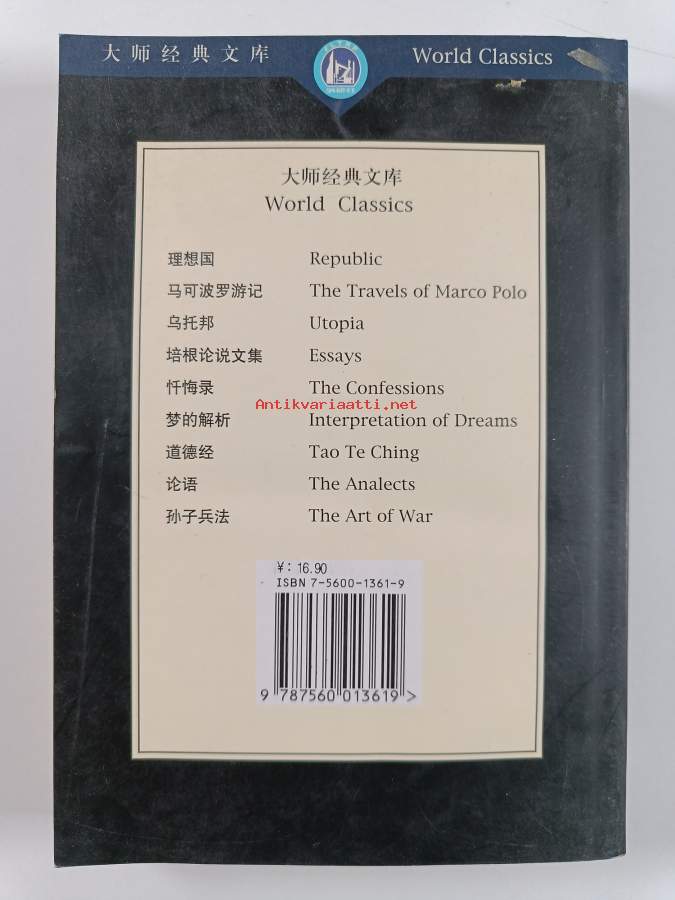 大师经典文库 World Classics
大师经典文库
World Classics
理想国 Republic
马可波罗游记 The Travels of Marco Polo
乌托邦 Utopia
培根论说文集 Essays
忏悔录 The Confessions
Antikvariaatti.net
梦的解析 Interpretation of Dreams
道德经 Tao Te Ching
论语 The Analects
孙子兵法 The Art of War
¥: 16.90
ISBN 7-5600-1361-9
9 787560 013619 >